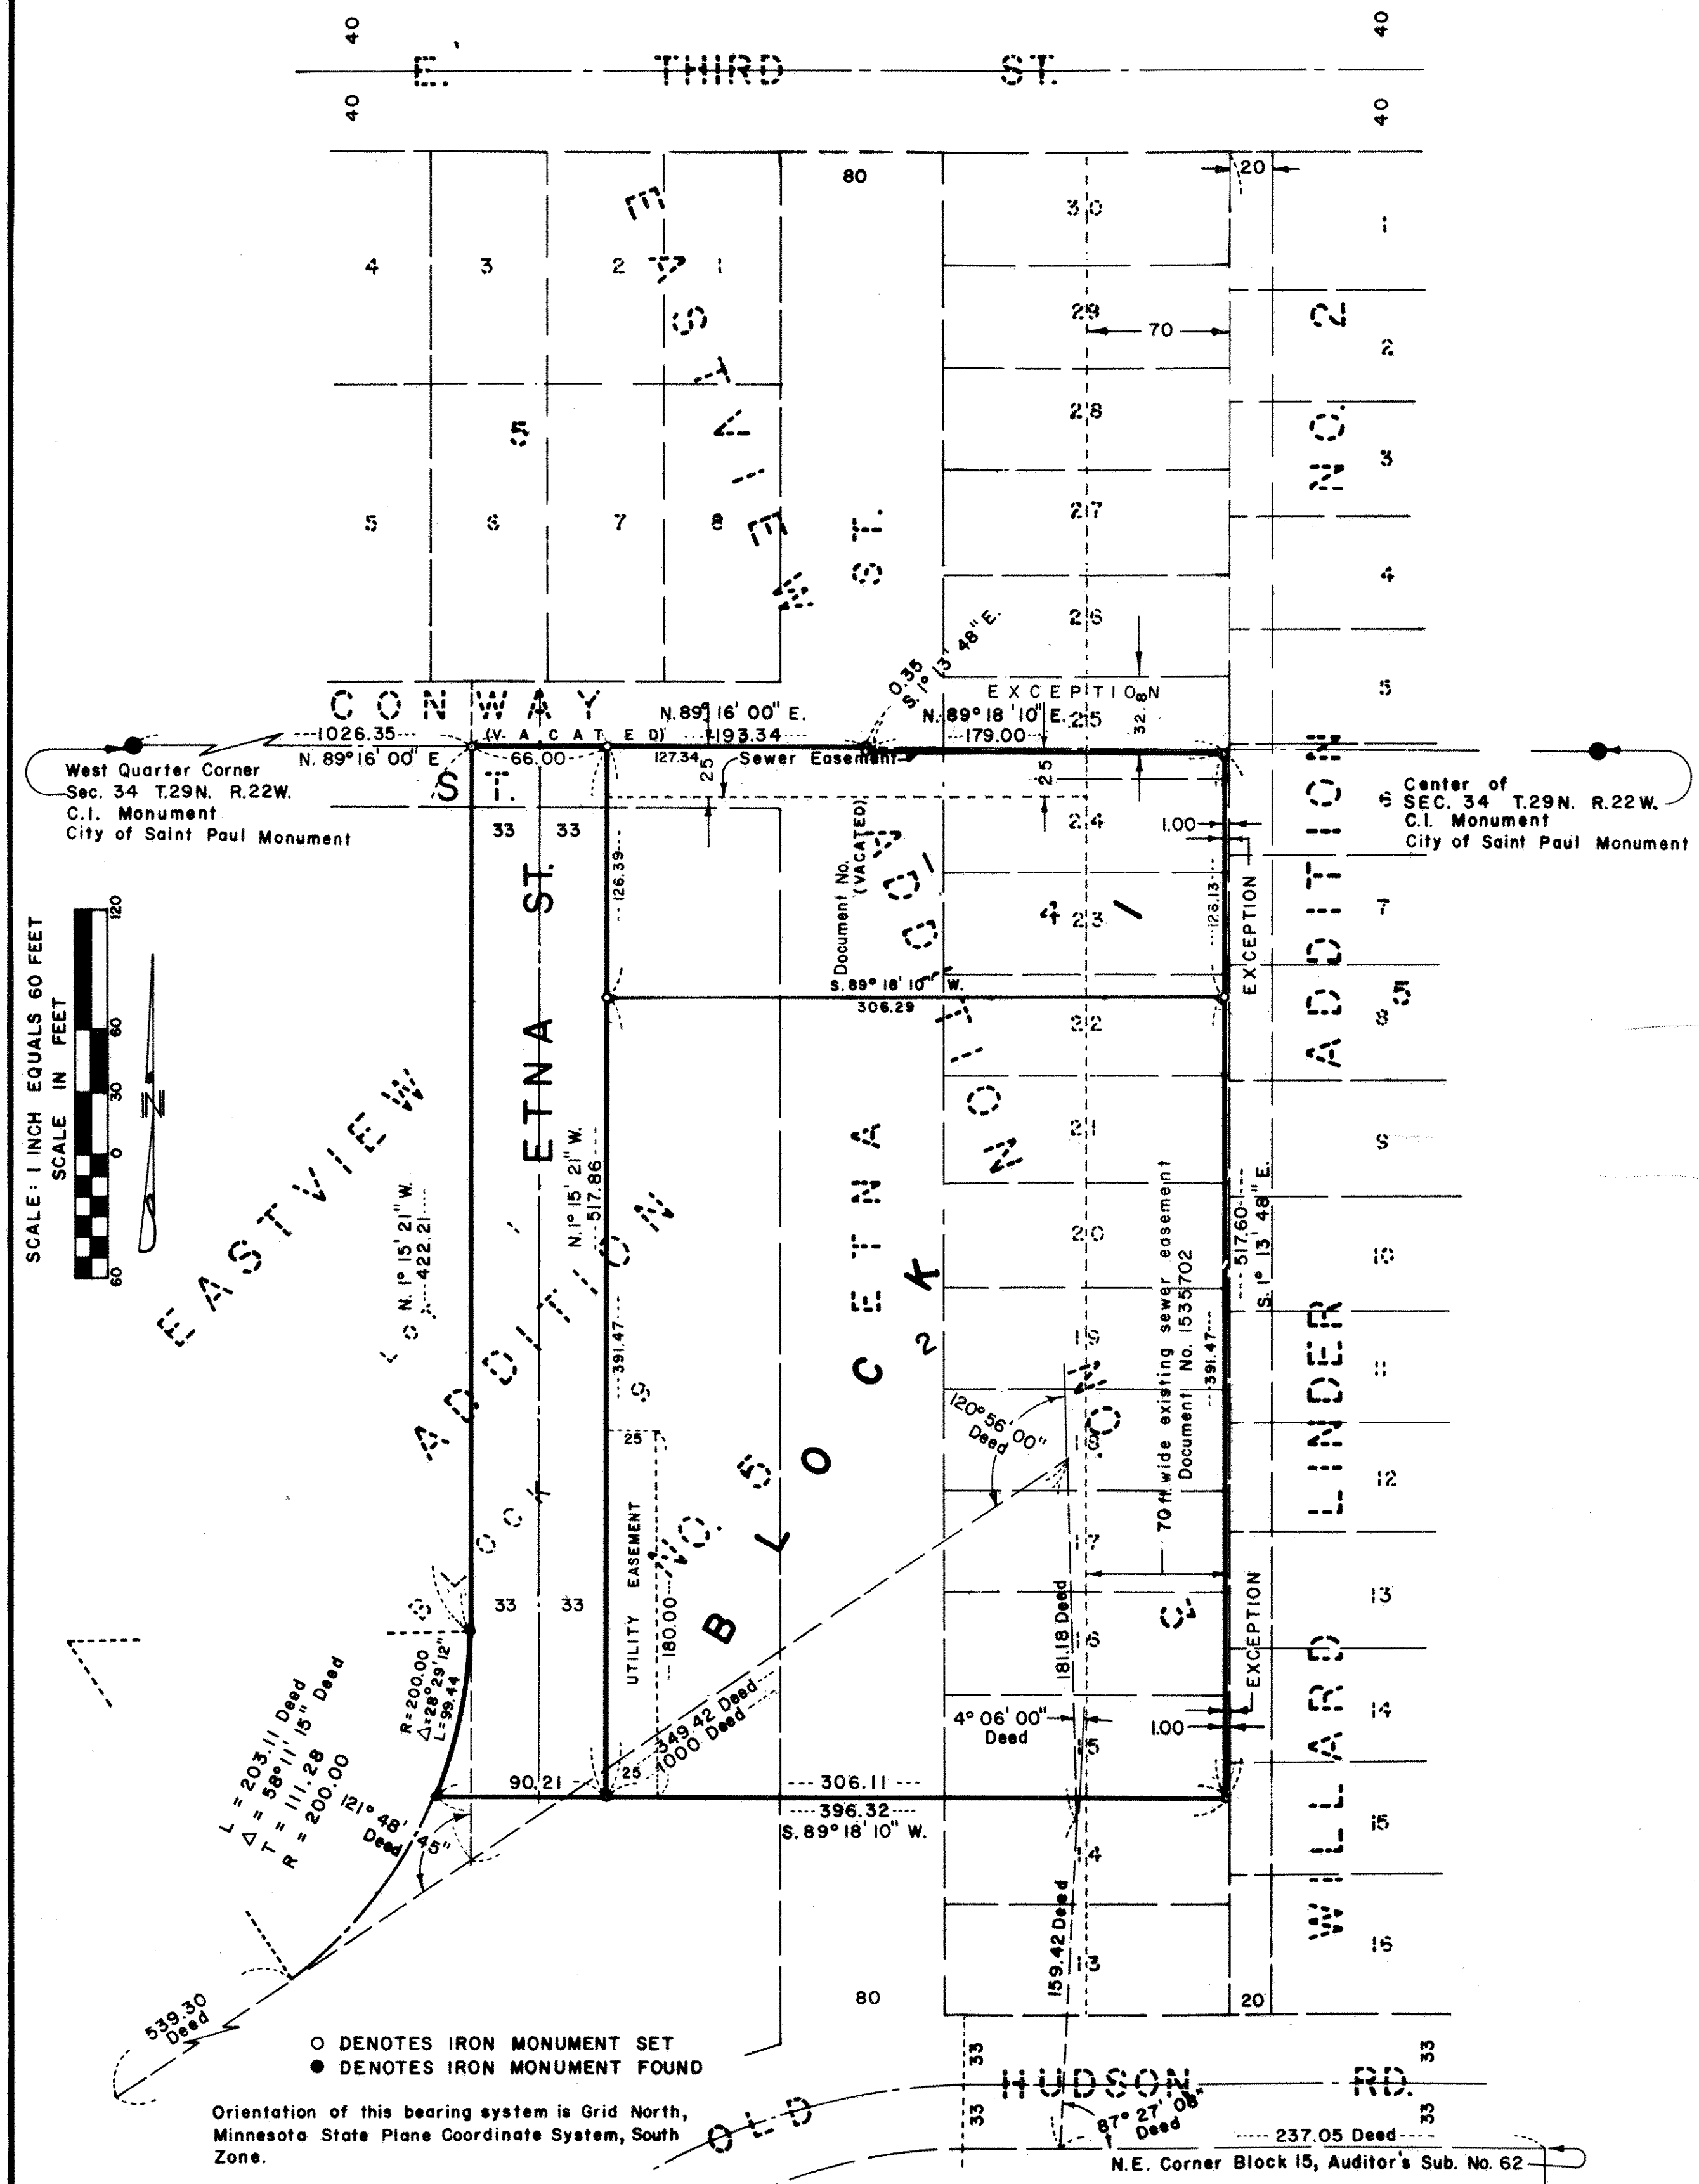 40
40
E. THIRD ST.
40
40
80
20
EASTVIEW
4
3
2
1
5
5
6
7
8
ST.
30
29
70
28
27
26
25
24
4
23
1
22
21
20
19
18
17
16
15
14
13
WILLARD LINDER ADDITION NO. 2
1
2
3
4
5
6
7
8
5
9
10
11
12
13
14
15
16
0.35
S. 1° 13' 48" E.
EXCEPTION
32.8
CONWAY
(VACATED)
ST.
N. 89° 16' 00" E.
193.34
N. 89° 18' 10" E.
179.00
1026.35
N. 89° 16' 00" E
66.00
127.34
25
Sewer Easement
25
West Quarter Corner
Sec. 34 T.29N. R.22W.
C.I. Monument
City of Saint Paul Monument
Center of
SEC. 34 T.29N. R.22W.
C.I. Monument
City of Saint Paul Monument
33
33
126.39
Document No.
(VACATED)
ADDITION NO. 2
1.00
126.13
EXCEPTION
S. 89° 18' 10" W.
306.29
SCALE: 1 INCH EQUALS 60 FEET
SCALE IN FEET
120
60
30
0
60
N
ETNA ST.
EASTVIEW
ADDITION
NO. 5
LOT 1
BLOCK
N. 1° 15' 21" W.
422.21
N. 1° 15' 21" W.
517.86
391.47
ETNA
BLOCK 1
C
70 ft. wide existing sewer easement
Document No. 1535702
517.60
S. 1° 13' 48" E.
391.47
120° 56' 00"
Deed
25
UTILITY EASEMENT
180.00
25
33
33
R=200.00
Δ=28° 29' 12"
L=99.44
L = 203.11 Deed
Δ = 58° 11' 15" Deed
T = 111.28
R = 200.00
121° 48' 45"
Deed
349.42 Deed
1000 Deed
181.18 Deed
4° 06' 00"
Deed
1.00
EXCEPTION
90.21
306.11
396.32
S. 89° 18' 10" W.
159.42 Deed
539.30
Deed
80
20
○ DENOTES IRON MONUMENT SET
● DENOTES IRON MONUMENT FOUND
Orientation of this bearing system is Grid North,
Minnesota State Plane Coordinate System, South
Zone.
33
33
OLD HUDSON RD.
33
33
87° 27' 08"
Deed
237.05 Deed
N.E. Corner Block 15, Auditor's Sub. No. 62